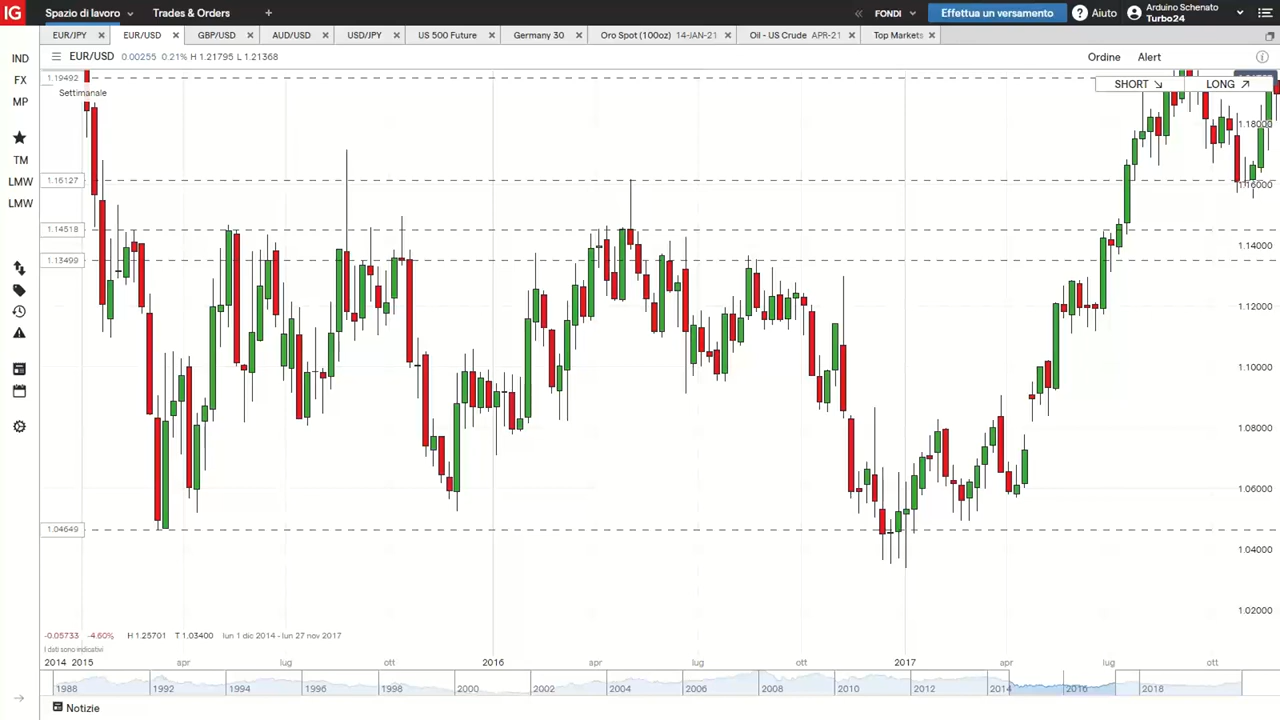 IG
Spazio di lavoro
Trades & Orders
+
FONDI
Effettua un versamento
? Aiuto
Arduino Schenato
Turbo24
EUR/JPY
EUR/USD
GBP/USD
AUD/USD
USD/JPY
US 500 Future
Germany 30
Oro Spot (100oz) 14-JAN-21
Oil - US Crude APR-21
Top Markets
EUR/USD 0.00255 0.21% H 1.21795 L 1.21368
Ordine
Alert
IND
FX
MP
TM
LMW
LMW
1.19492
Settimanale
SHORT
LONG
1.18000
1.16127
1.16000
1.14518
1.14000
1.13499
1.12000
1.10000
1.08000
1.06000
1.04649
1.04000
1.02000
-0.05733 -4.60% H 1.25701 T 1.03400 lun 1 dic 2014 - lun 27 nov 2017
I dati sono indicativi
2014 2015 apr lug ott 2016 apr lug ott 2017 apr lug ott
1988 1992 1994 1996 1998 2000 2002 2004 2006 2008 2010 2012 2014 2016 2018
Notizie